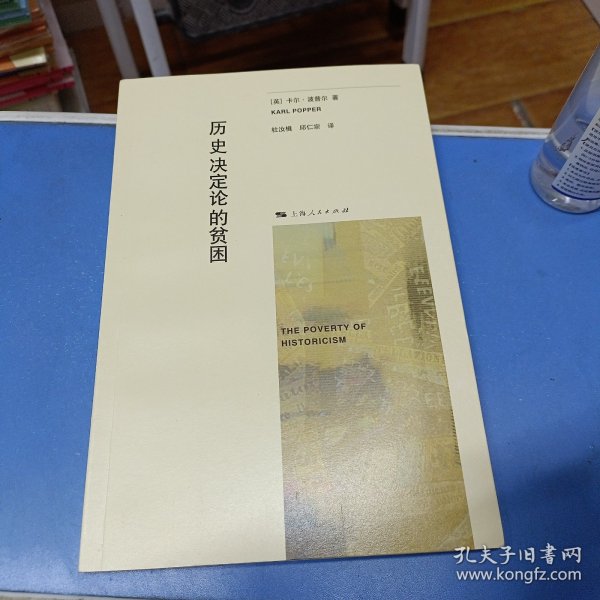 [英] 卡尔·波普尔 著
KARL POPPER
杜汝楫 邱仁宗 译
历史决定论的贫困
上海人民出版社
THE POVERTY OF
HISTORICISM
孔夫子旧书网
www.kongfz.com